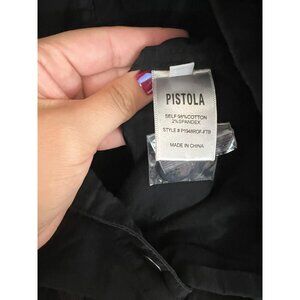 PISTOLA
SELF 98%COTTON
2%SPANDEX
MADE IN CHINA